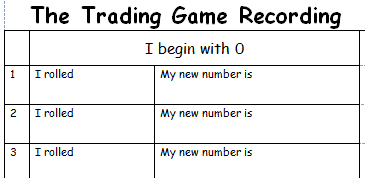 The Trading Game Recording
I begin with 0
1 I rolled My new number is
2 I rolled My new number is
3 I rolled My new number is